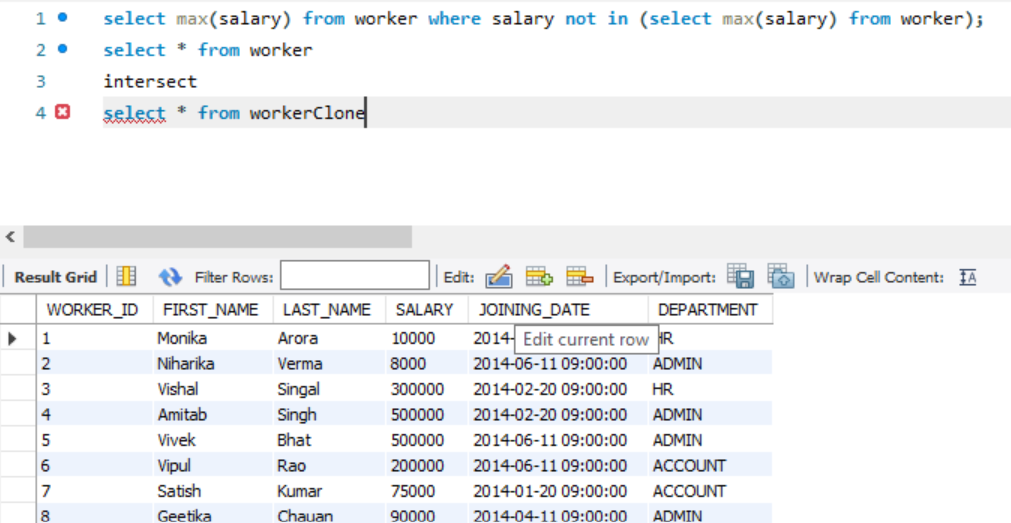 1 select max(salary) from worker where salary not in (select max(salary) from worker);
2 select * from worker
3 intersect
4 select * from workerClone
Result Grid Filter Rows: Edit: Export/Import: Wrap Cell Content: IA
WORKER_ID FIRST_NAME LAST_NAME SALARY JOINING_DATE DEPARTMENT
1 Monika Arora 10000 2014- Edit current row HR
2 Niharika Verma 8000 2014-06-11 09:00:00 ADMIN
3 Vishal Singal 300000 2014-02-20 09:00:00 HR
4 Amitab Singh 500000 2014-02-20 09:00:00 ADMIN
5 Vivek Bhat 500000 2014-06-11 09:00:00 ADMIN
6 Vipul Rao 200000 2014-06-11 09:00:00 ACCOUNT
7 Satish Kumar 75000 2014-01-20 09:00:00 ACCOUNT
8 Geetika Chauan 90000 2014-04-11 09:00:00 ADMIN